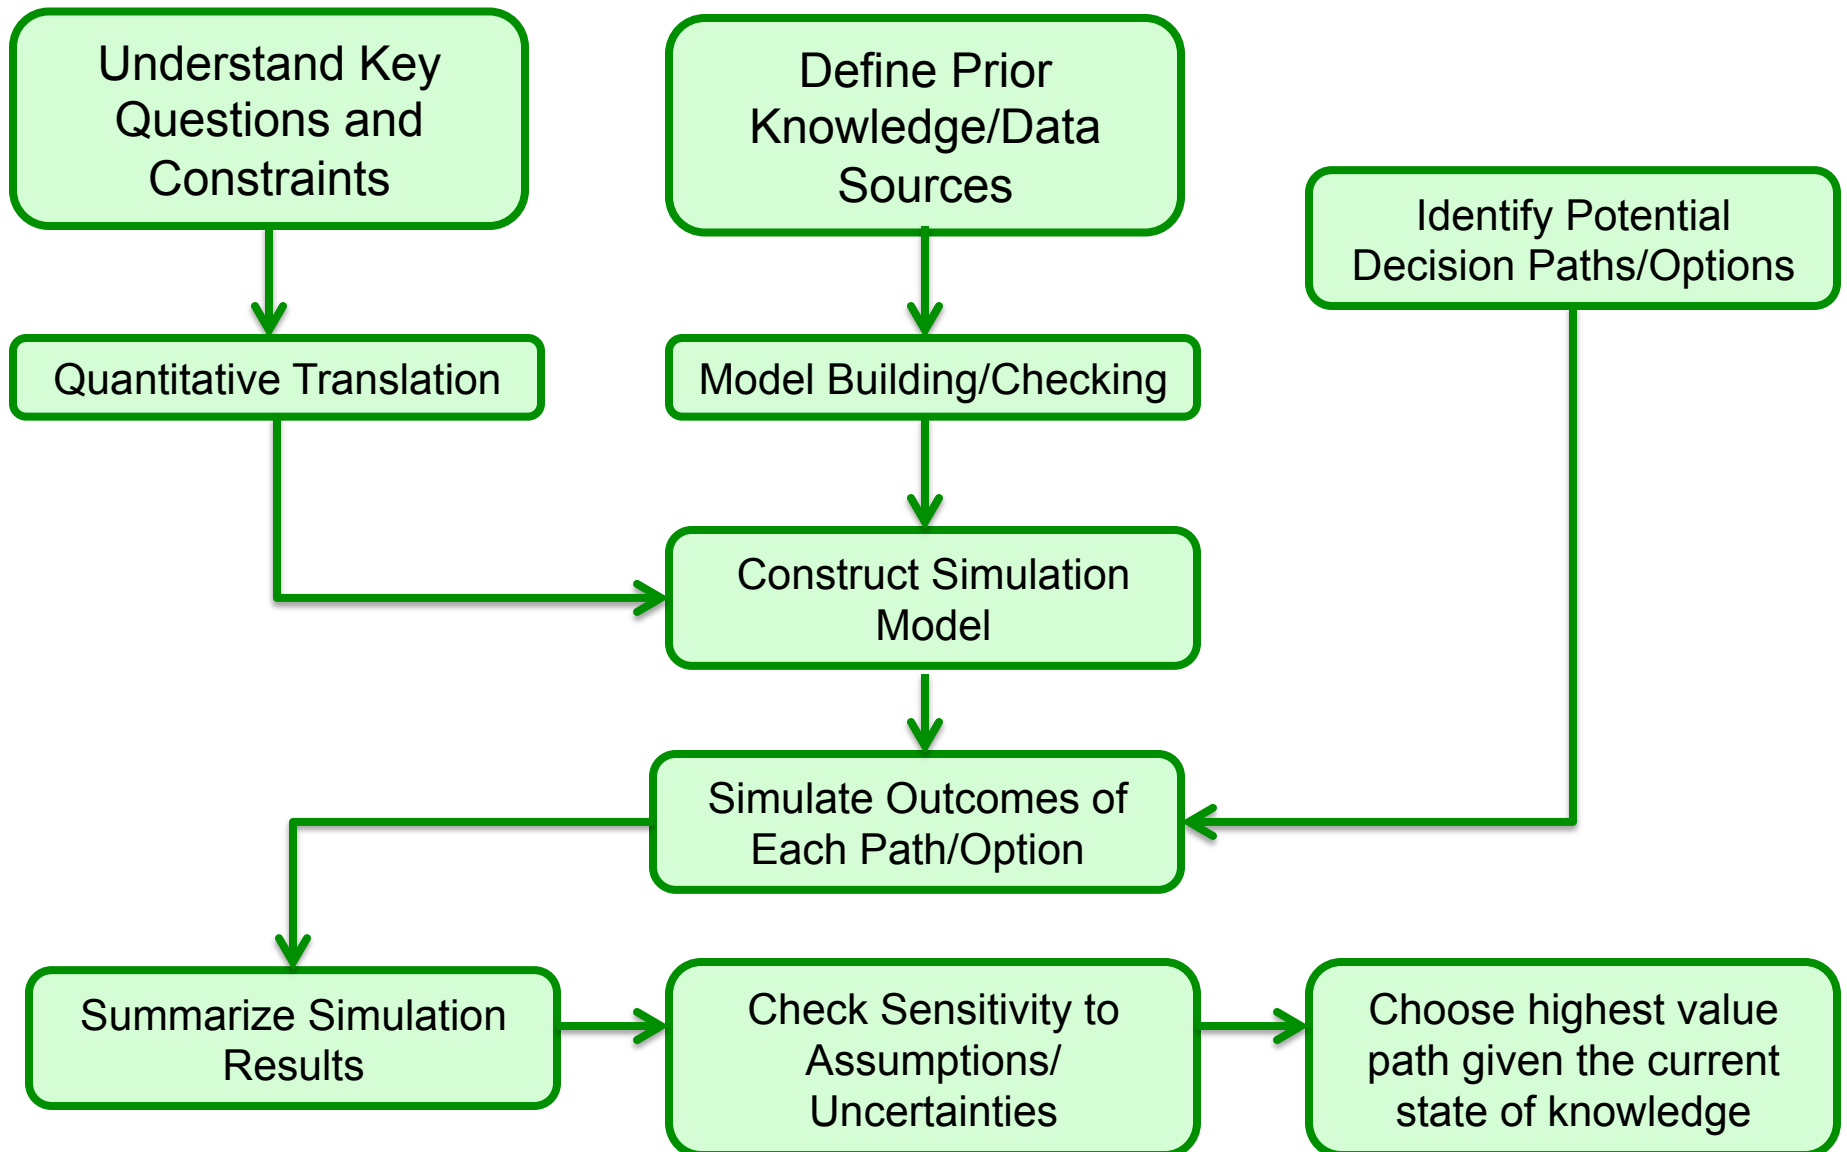 Understand Key
Questions and
Constraints
Define Prior
Knowledge/Data
Sources
Identify Potential
Decision Paths/Options
Quantitative Translation
Model Building/Checking
Construct Simulation
Model
Simulate Outcomes of
Each Path/Option
Summarize Simulation
Results
Check Sensitivity to
Assumptions/
Uncertainties
Choose highest value
path given the current
state of knowledge